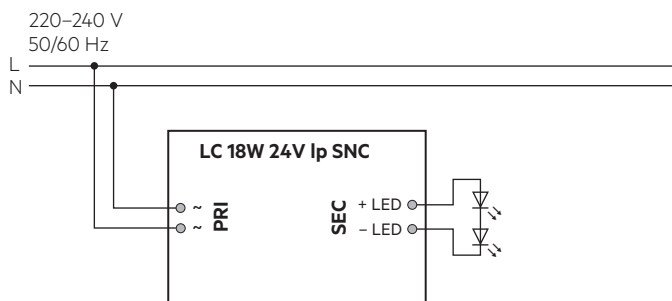 220–240 V
50/60 Hz
L
N
LC 18W 24V lp SNC
~ PRI
~
SEC
+ LED
– LED